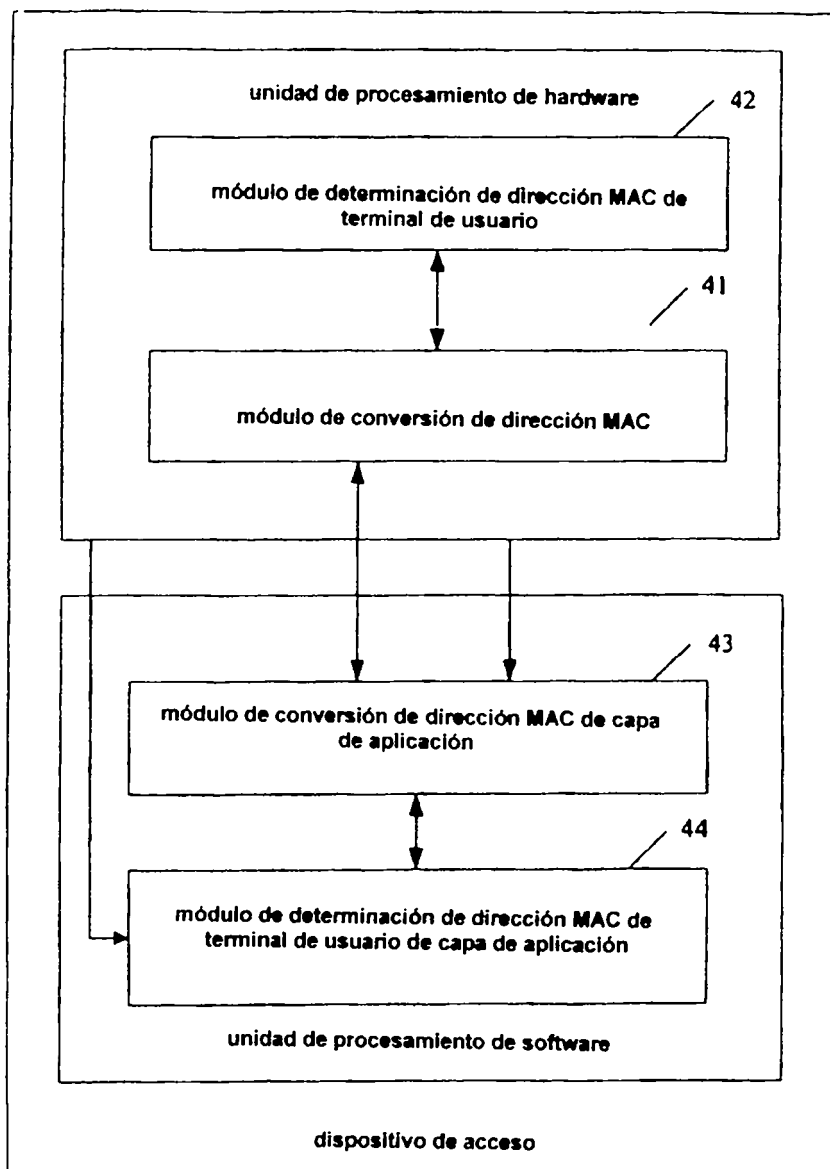 unidad de procesamiento de hardware
42
módulo de determinación de dirección MAC de
terminal de usuario
41
módulo de conversión de dirección MAC
43
módulo de conversión de dirección MAC de capa
de aplicación
44
módulo de determinación de dirección MAC de
terminal de usuario de capa de aplicación
unidad de procesamiento de software
dispositivo de acceso